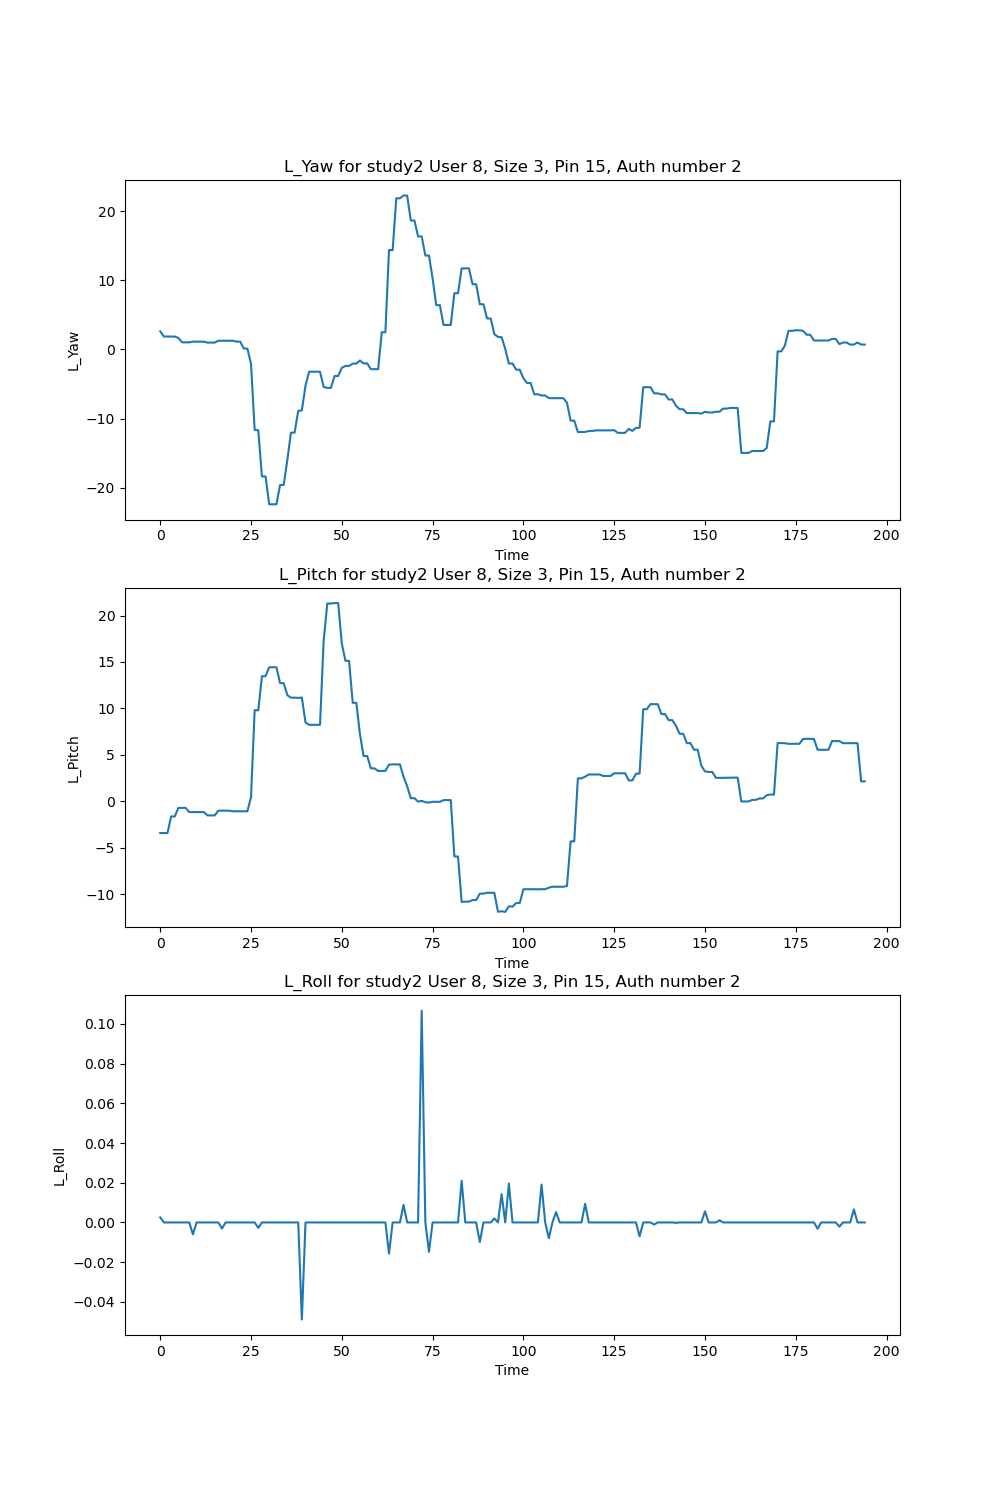 L_Yaw for study2 User 8, Size 3, Pin 15, Auth number 2
20
10
0
−10
−20
L_Yaw
0 25 50 75 100 125 150 175 200
Time
L_Pitch for study2 User 8, Size 3, Pin 15, Auth number 2
20
15
10
5
0
−5
−10
L_Pitch
0 25 50 75 100 125 150 175 200
Time
L_Roll for study2 User 8, Size 3, Pin 15, Auth number 2
0.10
0.08
0.06
0.04
0.02
0.00
−0.02
−0.04
L_Roll
0 25 50 75 100 125 150 175 200
Time